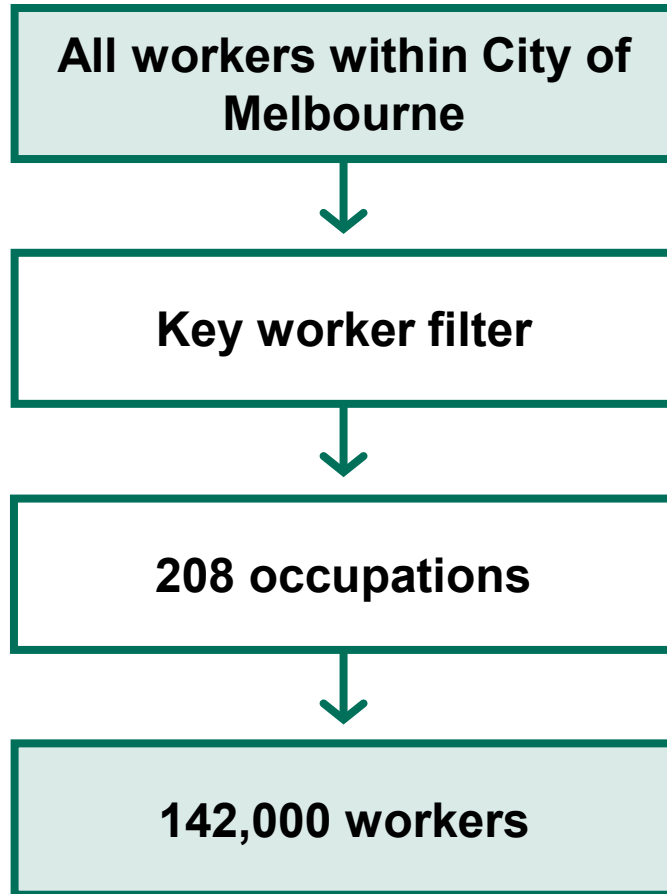 All workers within City of
Melbourne
Key worker filter
208 occupations
142,000 workers